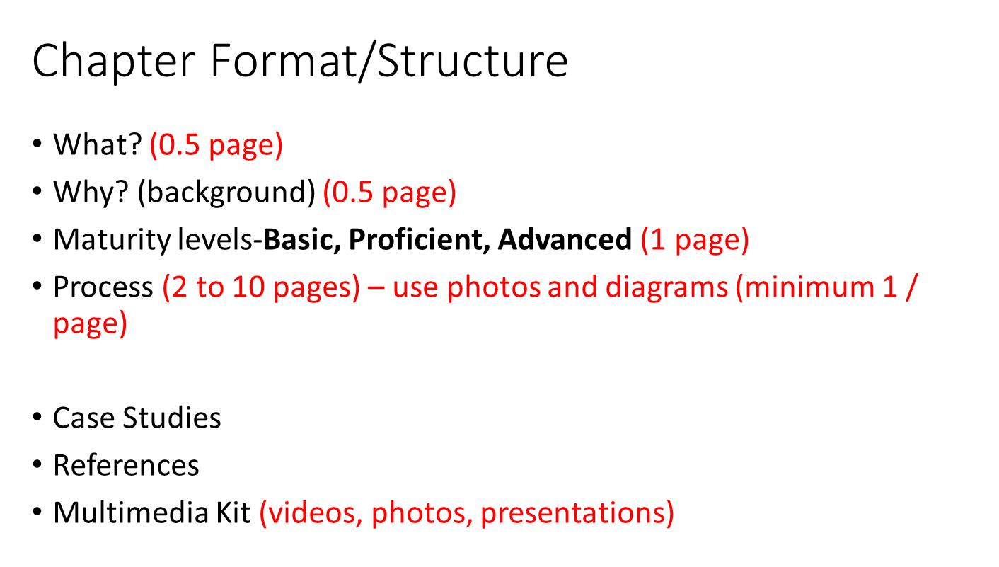 Chapter Format/Structure
• What? (0.5 page)
• Why? (background) (0.5 page)
• Maturity levels-Basic, Proficient, Advanced (1 page)
• Process (2 to 10 pages) – use photos and diagrams (minimum 1 /
page)
• Case Studies
• References
• Multimedia Kit (videos, photos, presentations)